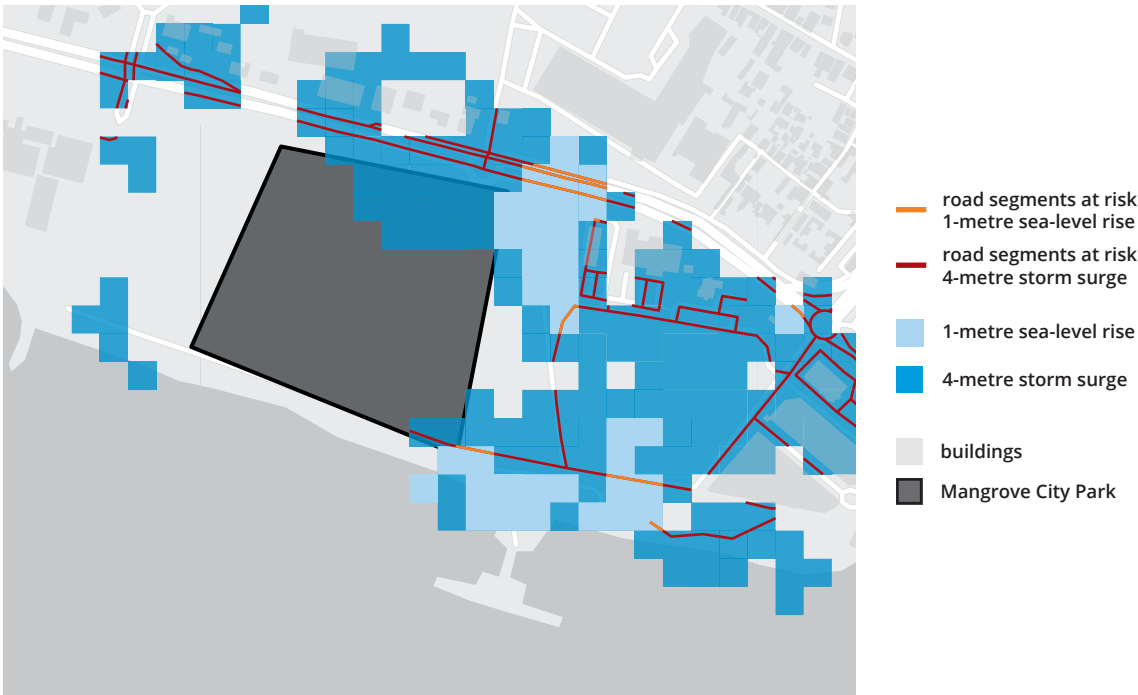 road segments at risk
1-metre sea-level rise
road segments at risk
4-metre storm surge
1-metre sea-level rise
4-metre storm surge
buildings
Mangrove City Park